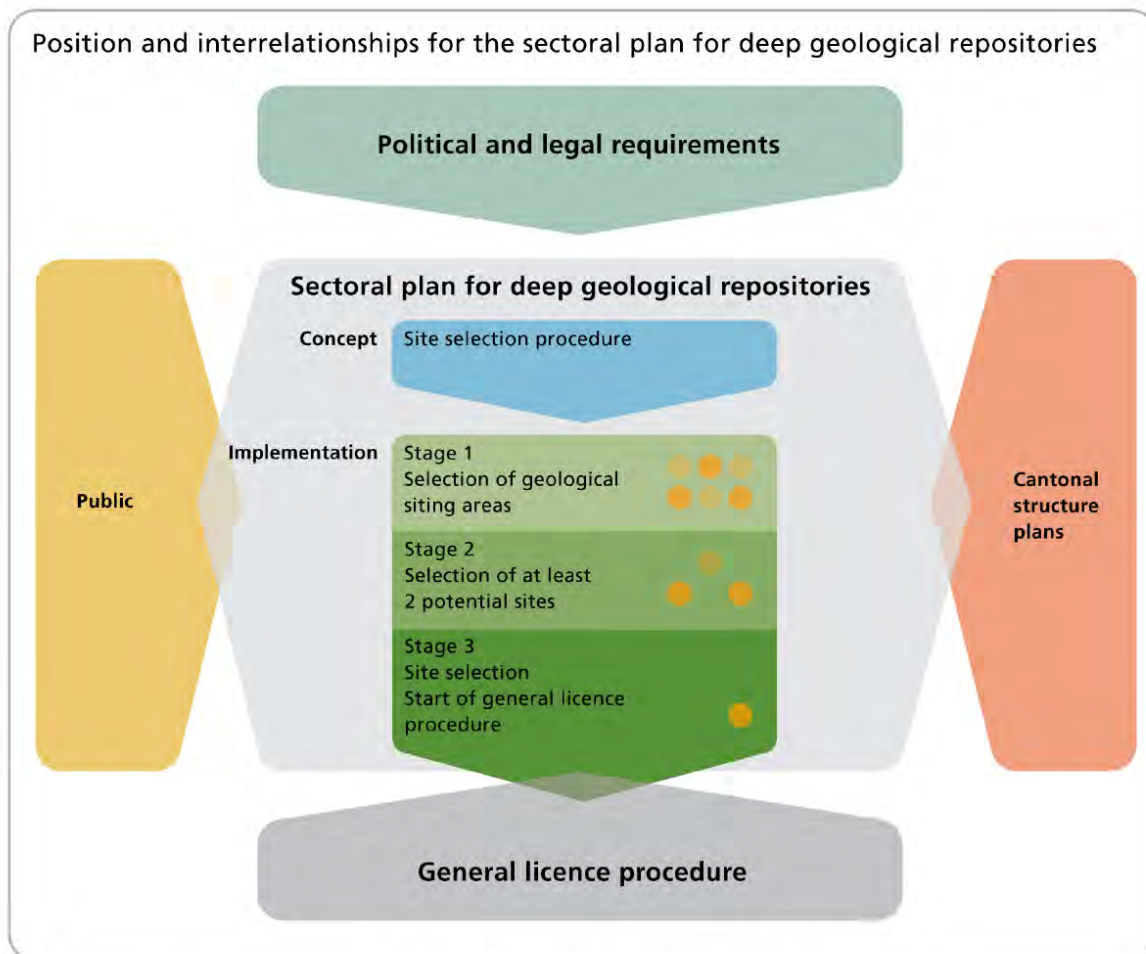 Position and interrelationships for the sectoral plan for deep geological repositories
Political and legal requirements
Sectoral plan for deep geological repositories
Concept
Site selection procedure
Implementation
Stage 1
Selection of geological
siting areas
Stage 2
Selection of at least
2 potential sites
Stage 3
Site selection
Start of general licence
procedure
Public
Cantonal
structure
plans
General licence procedure